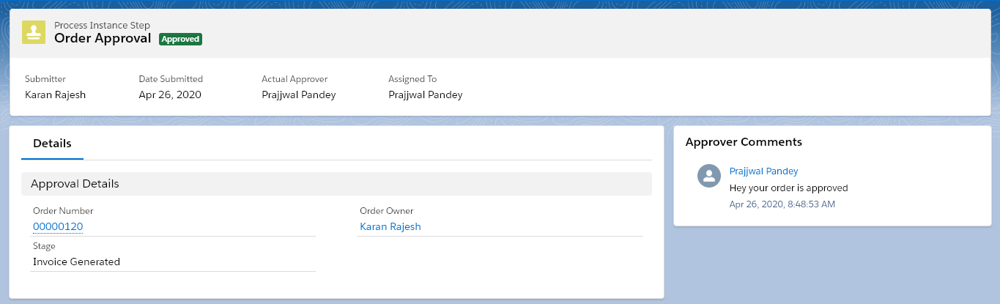 Process Instance Step
Order Approval Approved
Submitter Date Submitted Actual Approver Assigned To
Karan Rajesh Apr 26, 2020 Prajjwal Pandey Prajjwal Pandey
Details
Approval Details
Order Number Order Owner
00000120 Karan Rajesh
Stage
Invoice Generated
Approver Comments
Prajjwal Pandey
Hey your order is approved
Apr 26, 2020, 8:48:53 AM